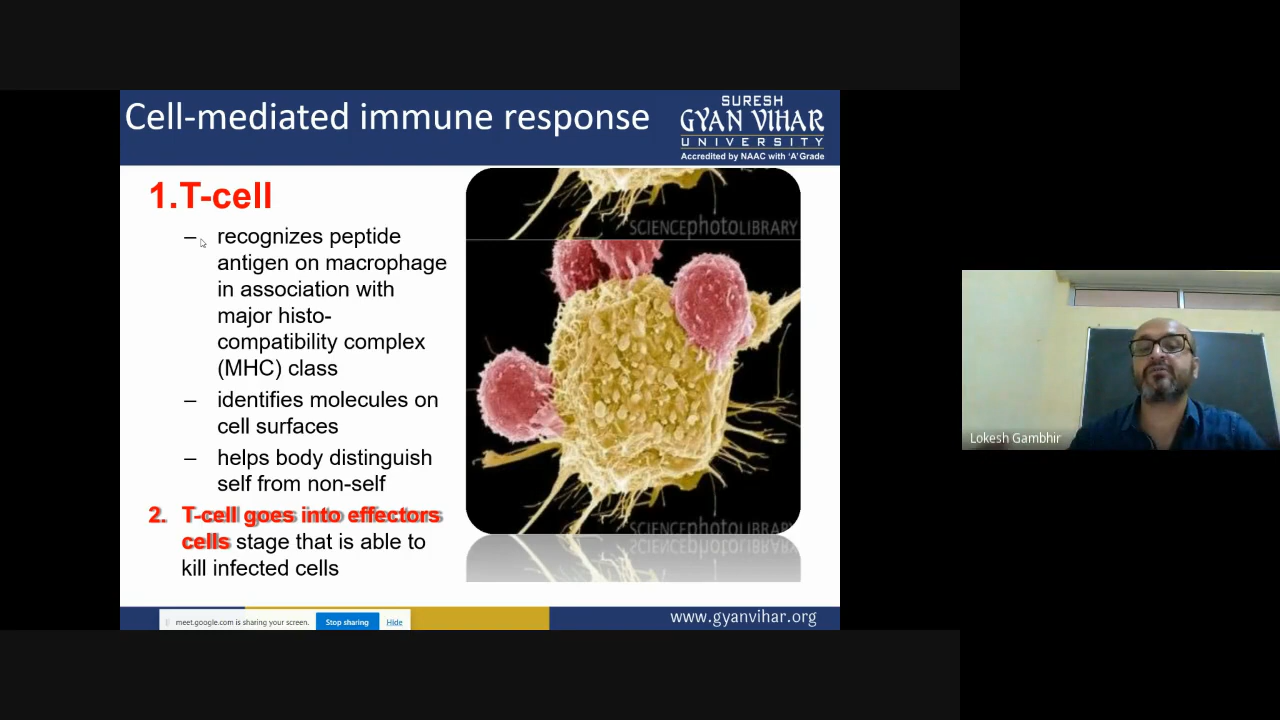 Cell-mediated immune response
SURESH
GYAN VIHAR
UNIVERSITY
Accredited by NAAC with 'A' Grade
1.T-cell
– recognizes peptide
antigen on macrophage
in association with
major histo-
compatibility complex
(MHC) class
– identifies molecules on
cell surfaces
– helps body distinguish
self from non-self
2. T-cell goes into effectors
cells stage that is able to
kill infected cells
SCIENCEphotoLIBRARY
SCIENCEphotoLIBRARY
meet.google.com is sharing your screen.
Stop sharing
Hide
www.gyanvihar.org
Lokesh Gambhir